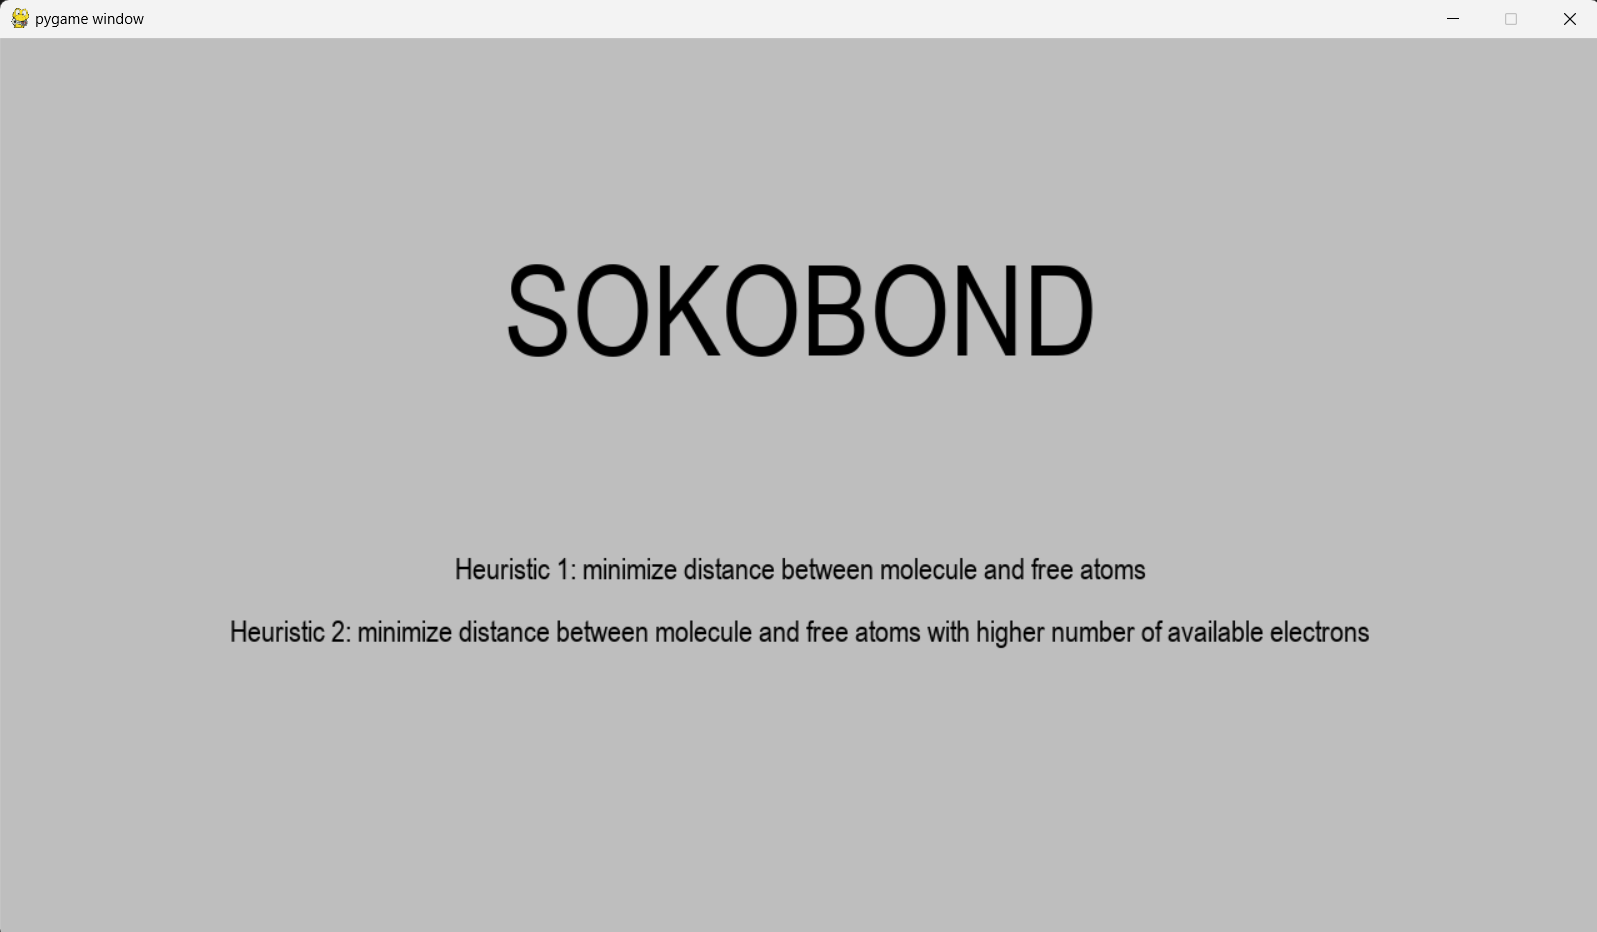 pygame window
SOKOBOND
Heuristic 1: minimize distance between molecule and free atoms
Heuristic 2: minimize distance between molecule and free atoms with higher number of available electrons